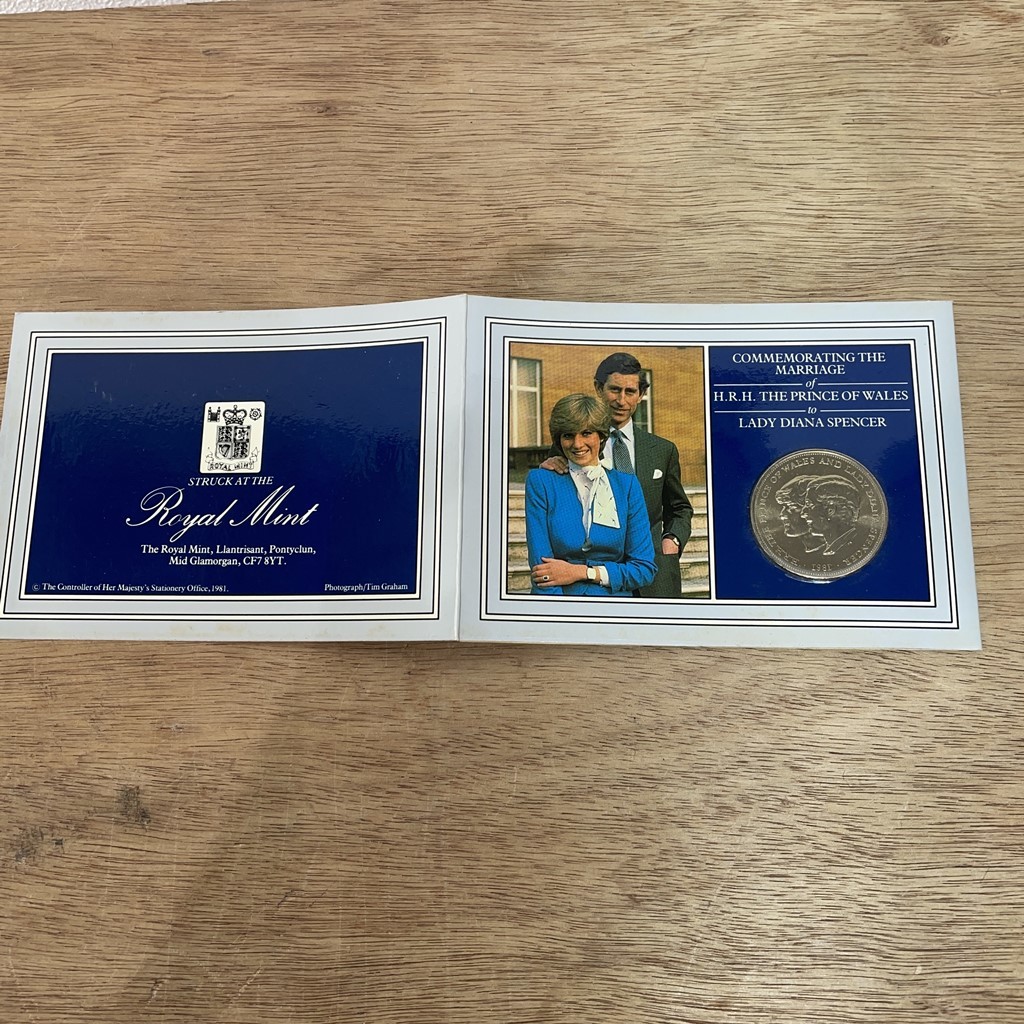 ROYAL MINT
STRUCK AT THE
Royal Mint
The Royal Mint, Llantrisant, Pontyclun,
Mid Glamorgan, CF7 8YT.
© The Controller of Her Majesty's Stationery Office, 1981.
Photograph/Tim Graham
COMMEMORATING THE
MARRIAGE
of
H.R.H. THE PRINCE OF WALES
to
LADY DIANA SPENCER
H.R.H. THE PRINCE OF WALES AND LADY DIANA SPENCER
1981